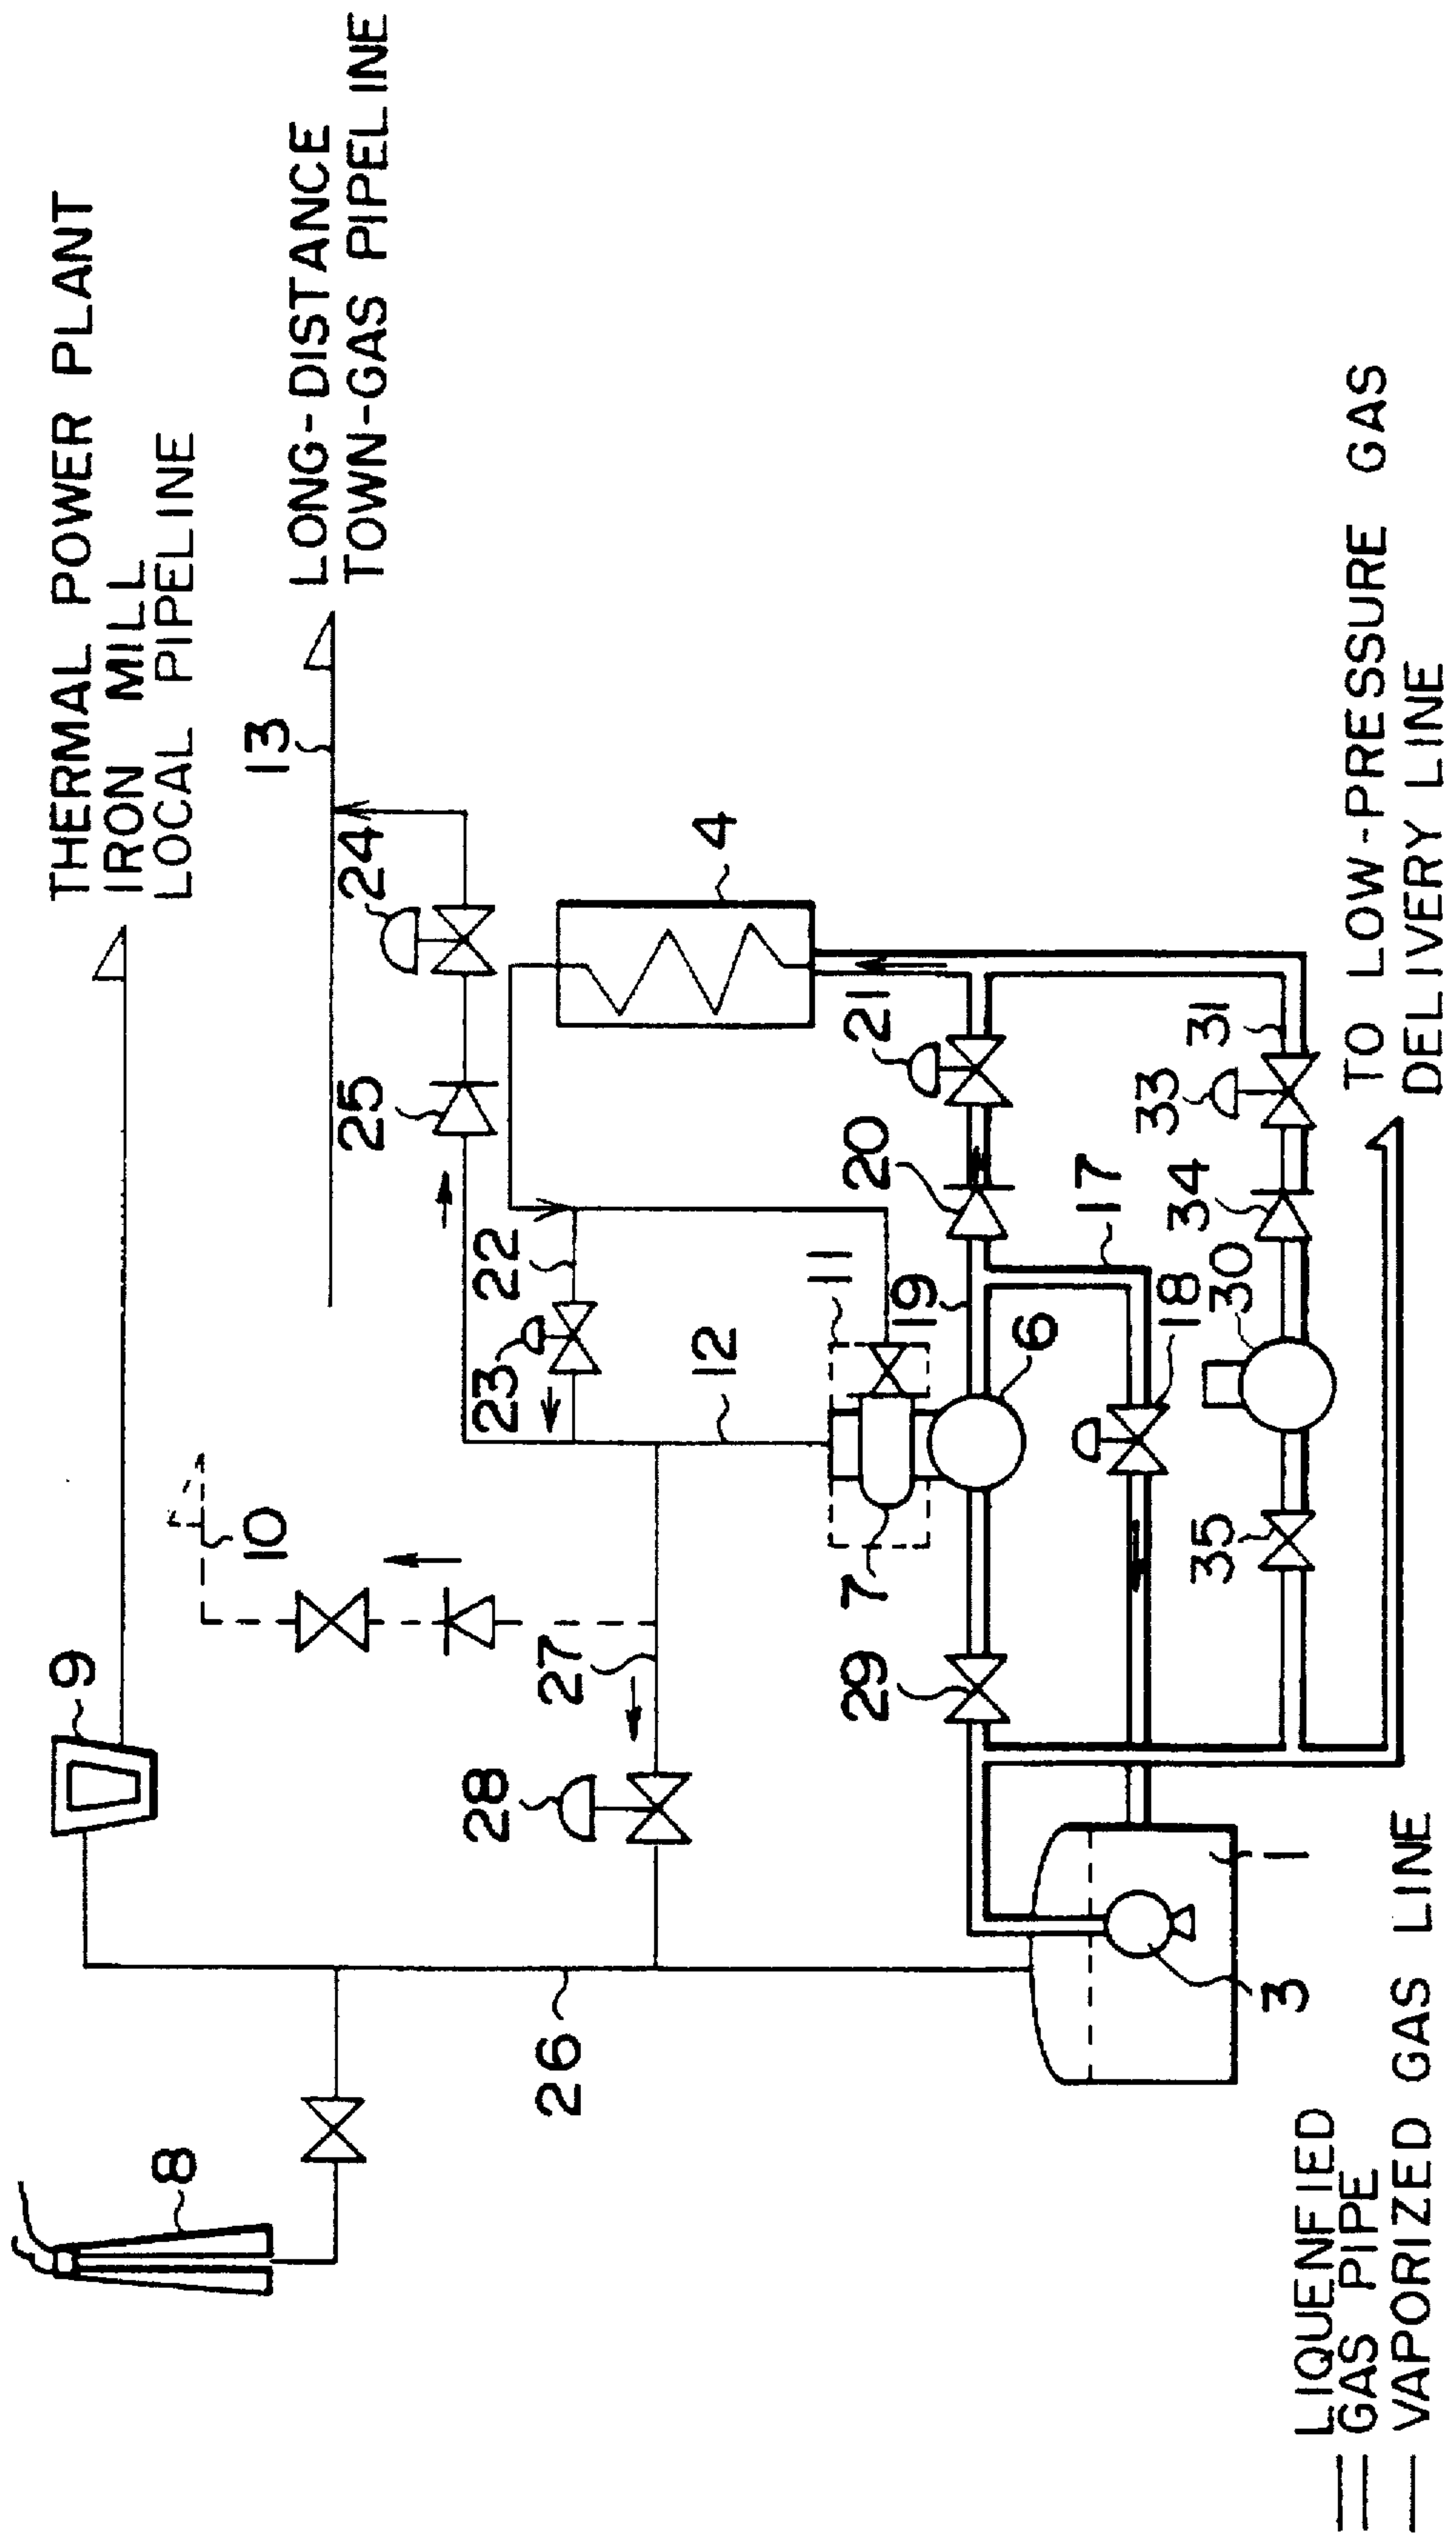 THERMAL POWER PLANT
IRON MILL
LOCAL PIPELINE
LONG-DISTANCE
TOWN-GAS PIPELINE
8
9
10
13
24
25
26
27
28
22
23
12
4
11
7
21
20
19
6
29
17
18
31
33
34
30
35
1
3
TO LOW-PRESSURE GAS
DELIVERY LINE
LIQUENFIED
GAS PIPE
VAPORIZED GAS LINE